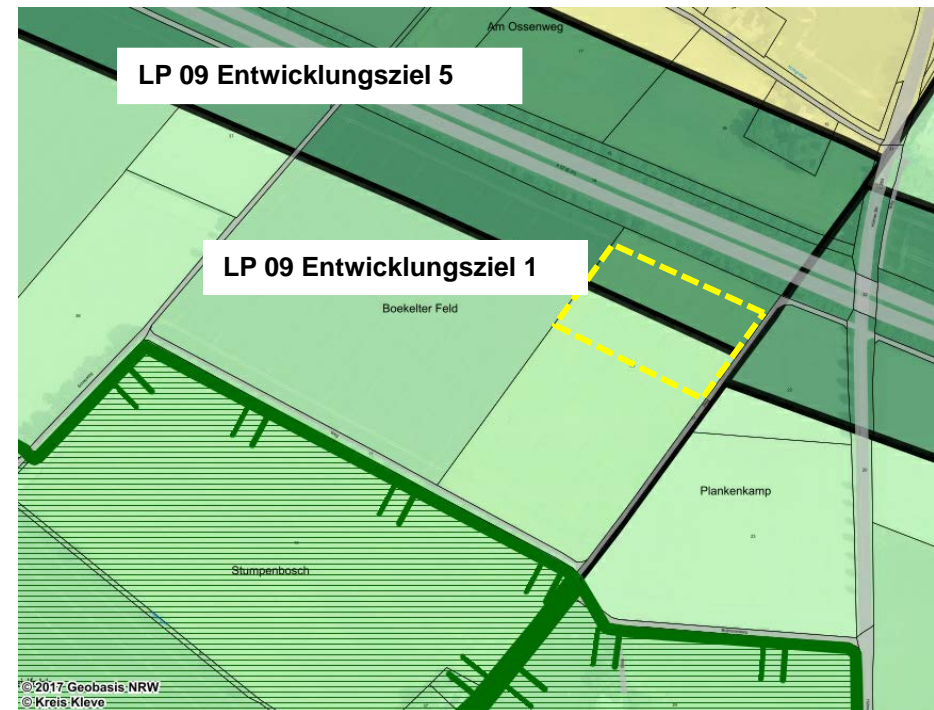 Am Ossenweg
LP 09 Entwicklungsziel 5
LP 09 Entwicklungsziel 1
Boekelter Feld
Plankenkamp
Stumpenbosch
© 2017 Geobasis NRW
© Kreis Kleve